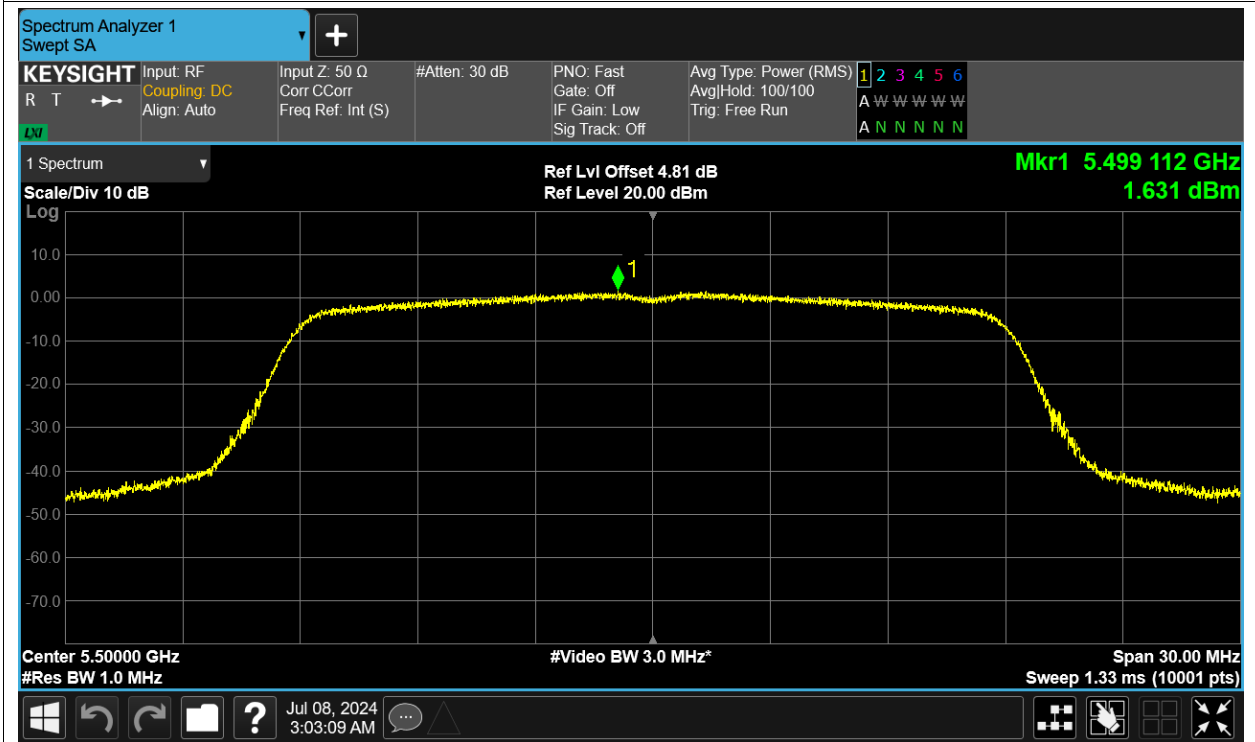 Spectrum Analyzer 1
Swept SA
KEYSIGHT
R T
LXI
Input: RF
Coupling: DC
Align: Auto
Input Z: 50 Ω
Corr CCorr
Freq Ref: Int (S)
#Atten: 30 dB
PNO: Fast
Gate: Off
IF Gain: Low
Sig Track: Off
Avg Type: Power (RMS)
Avg|Hold: 100/100
Trig: Free Run
1 2 3 4 5 6
A W W W W W
A N N N N N
1 Spectrum
Scale/Div 10 dB
Ref Lvl Offset 4.81 dB
Ref Level 20.00 dBm
Mkr1 5.499 112 GHz
1.631 dBm
Log
10.0
0.00
-10.0
-20.0
-30.0
-40.0
-50.0
-60.0
-70.0
1
Center 5.50000 GHz
#Res BW 1.0 MHz
#Video BW 3.0 MHz*
Span 30.00 MHz
Sweep 1.33 ms (10001 pts)
?
Jul 08, 2024
3:03:09 AM